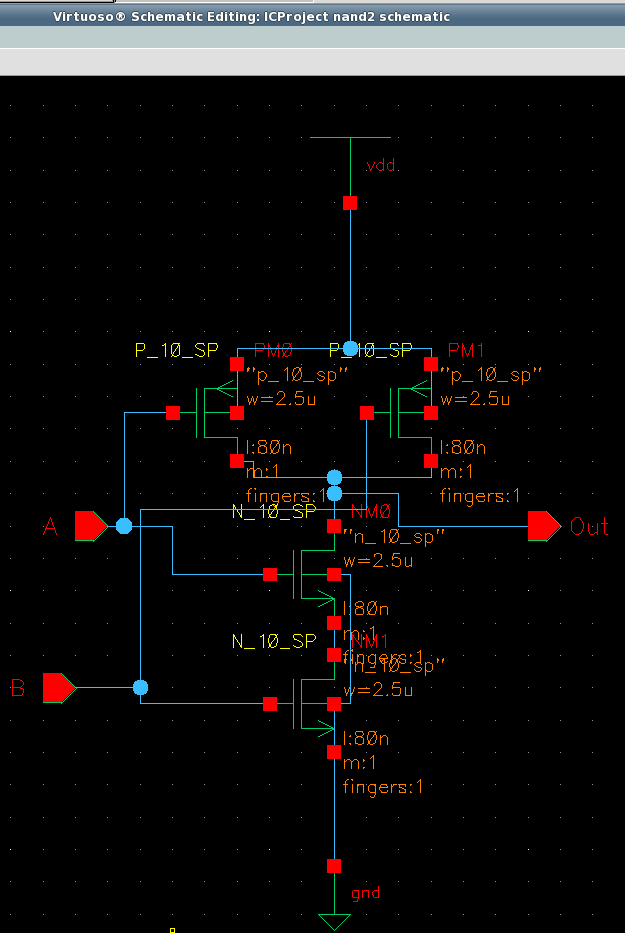 Virtuoso® Schematic Editing: ICProject nand2 schematic
vdd
P_10_SP PM0 P_10_SP PM1
"p_10_sp" "p_10_sp"
w=2.5u w=2.5u
l:80n l:80n
m:1 m:1
fingers:1 fingers:1
N_10_SP NM0
A Out
"n_10_sp"
w=2.5u
l:80n
m:1
N_10_SP NM1
fingers:1
"n_10_sp"
B w=2.5u
l:80n
m:1
fingers:1
gnd